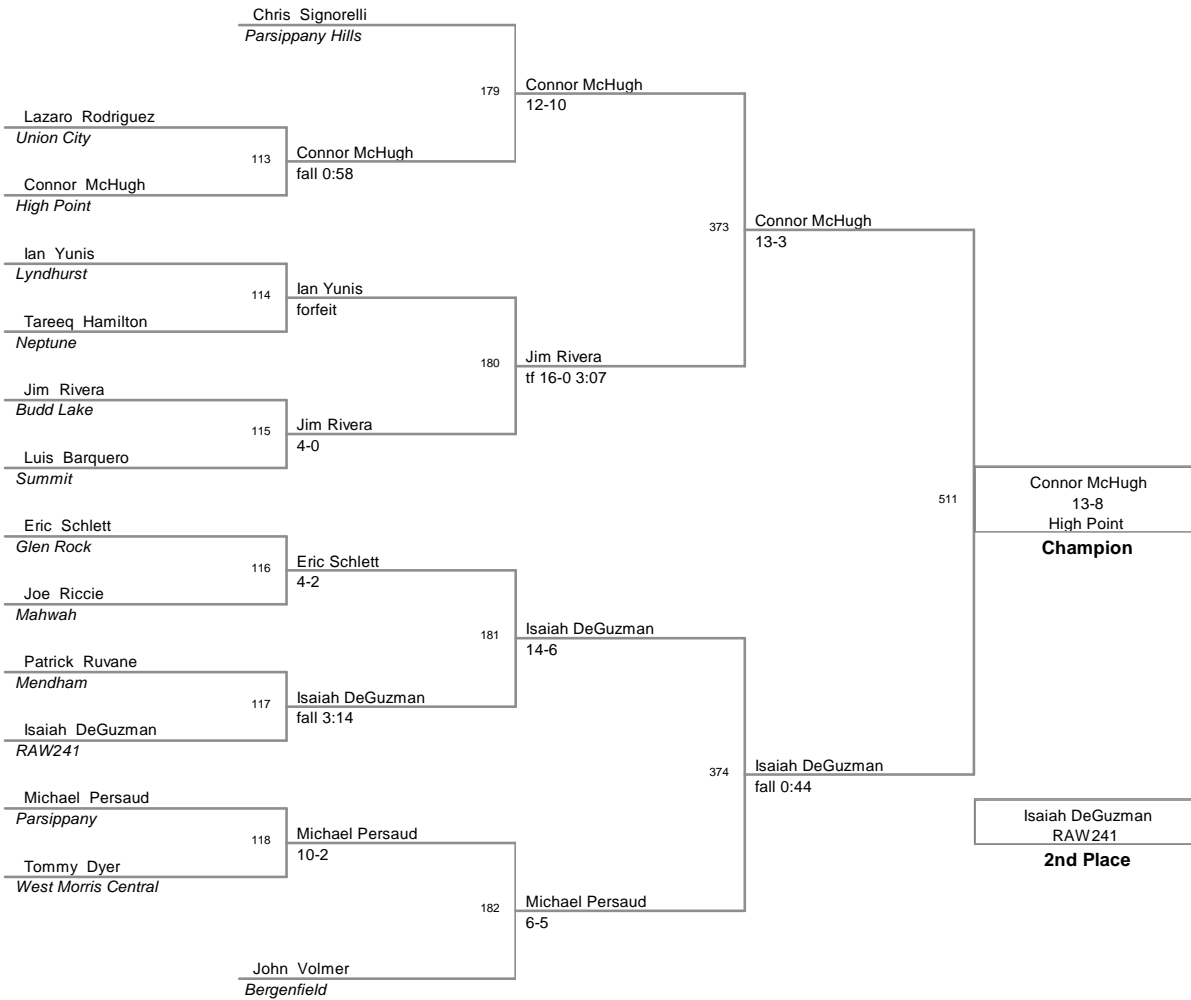 Chris Signorelli
Parsippany Hills
179
Connor McHugh
12-10
Lazaro Rodriguez
Union City
113
Connor McHugh
fall 0:58
Connor McHugh
High Point
373
Connor McHugh
13-3
Ian Yunis
Lyndhurst
114
Ian Yunis
forfeit
Tareeq Hamilton
Neptune
180
Jim Rivera
tf 16-0 3:07
Jim Rivera
Budd Lake
115
Jim Rivera
4-0
Luis Barquero
Summit
511
Connor McHugh
13-8
High Point
Champion
Eric Schlett
Glen Rock
116
Eric Schlett
4-2
Joe Riccie
Mahwah
181
Isaiah DeGuzman
14-6
Patrick Ruvane
Mendham
117
Isaiah DeGuzman
fall 3:14
Isaiah DeGuzman
RAW241
374
Isaiah DeGuzman
fall 0:44
Michael Persaud
Parsippany
118
Michael Persaud
10-2
Tommy Dyer
West Morris Central
Isaiah DeGuzman
RAW241
2nd Place
182
Michael Persaud
6-5
John Volmer
Bergenfield